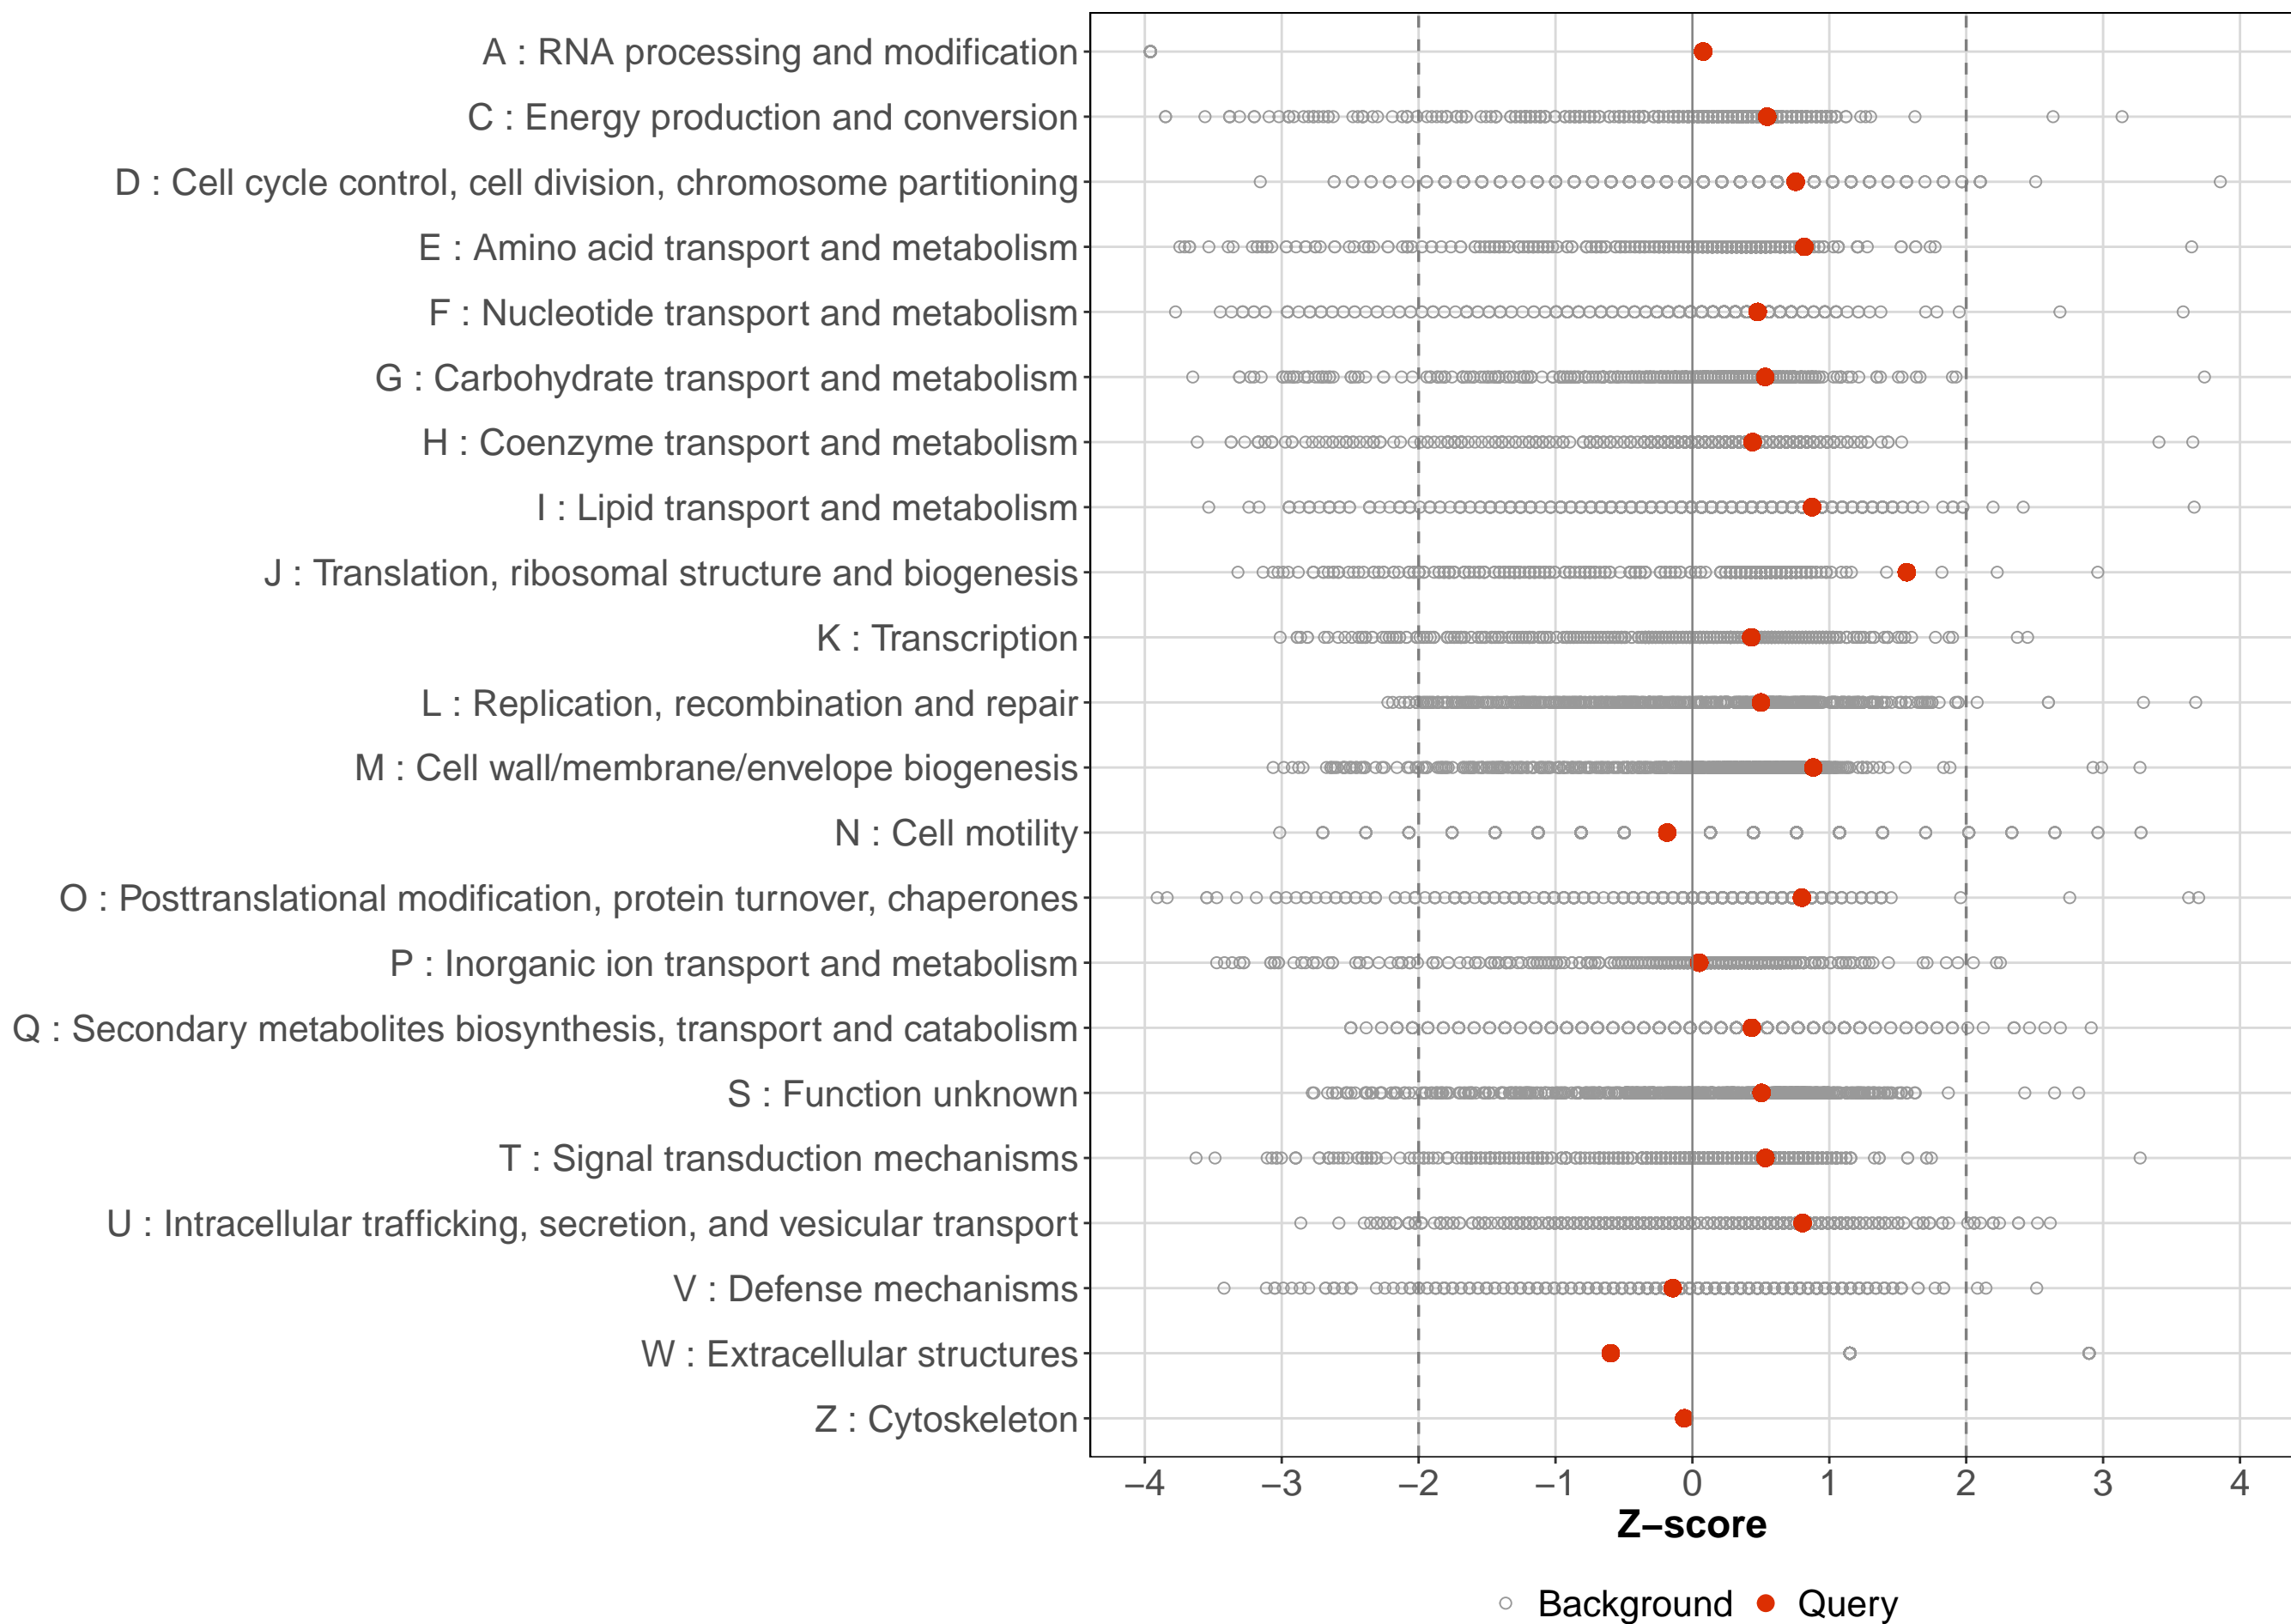 A : RNA processing and modification
C : Energy production and conversion
D : Cell cycle control, cell division, chromosome partitioning
E : Amino acid transport and metabolism
F : Nucleotide transport and metabolism
G : Carbohydrate transport and metabolism
H : Coenzyme transport and metabolism
I : Lipid transport and metabolism
J : Translation, ribosomal structure and biogenesis
K : Transcription
L : Replication, recombination and repair
M : Cell wall/membrane/envelope biogenesis
N : Cell motility
O : Posttranslational modification, protein turnover, chaperones
P : Inorganic ion transport and metabolism
Q : Secondary metabolites biosynthesis, transport and catabolism
S : Function unknown
T : Signal transduction mechanisms
U : Intracellular trafficking, secretion, and vesicular transport
V : Defense mechanisms
W : Extracellular structures
Z : Cytoskeleton
−4 −3 −2 −1 0 1 2 3 4
Z−score
Background Query